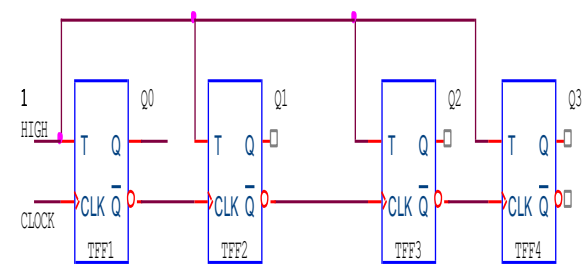 1 Q0 Q1 Q2 Q3
HIGH T Q T Q T Q T Q
CLOCK CLK Q̅ CLK Q̅ CLK Q̅ CLK Q̅
TFF1 TFF2 TFF3 TFF4